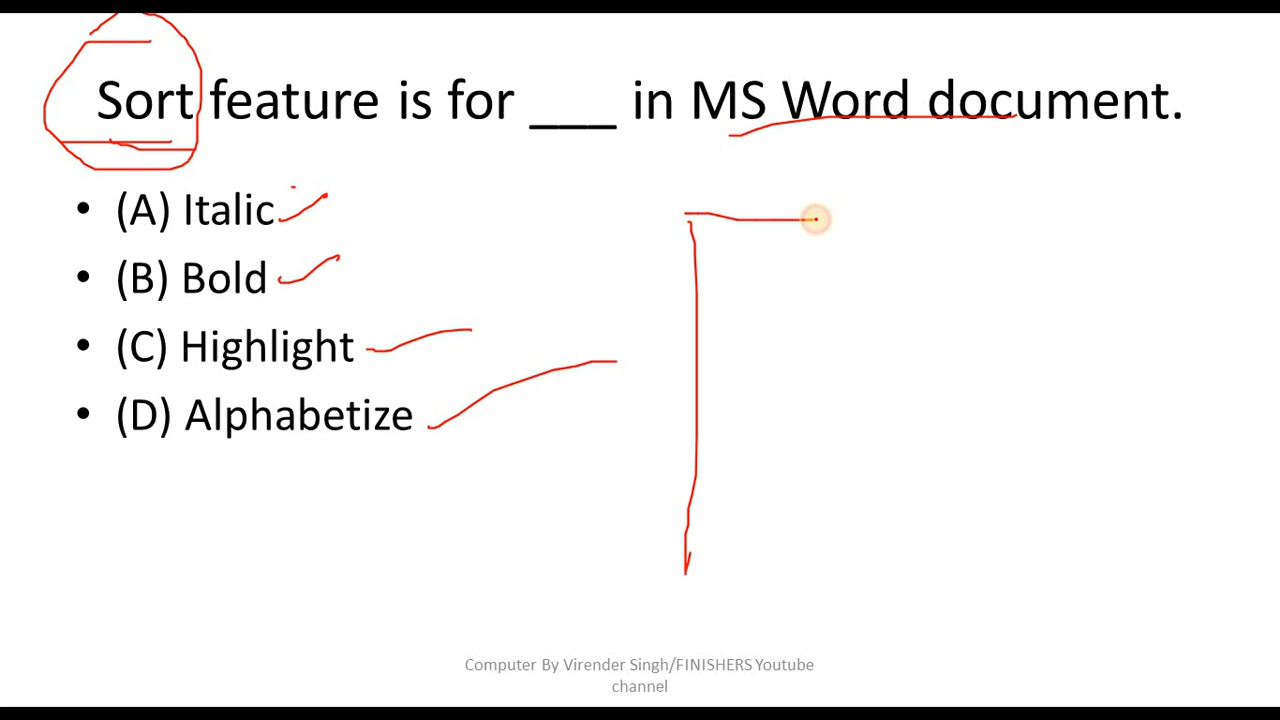 Sort feature is for ___ in MS Word document.
• (A) Italic
• (B) Bold
• (C) Highlight
• (D) Alphabetize
Computer By Virender Singh/FINISHERS Youtube
channel